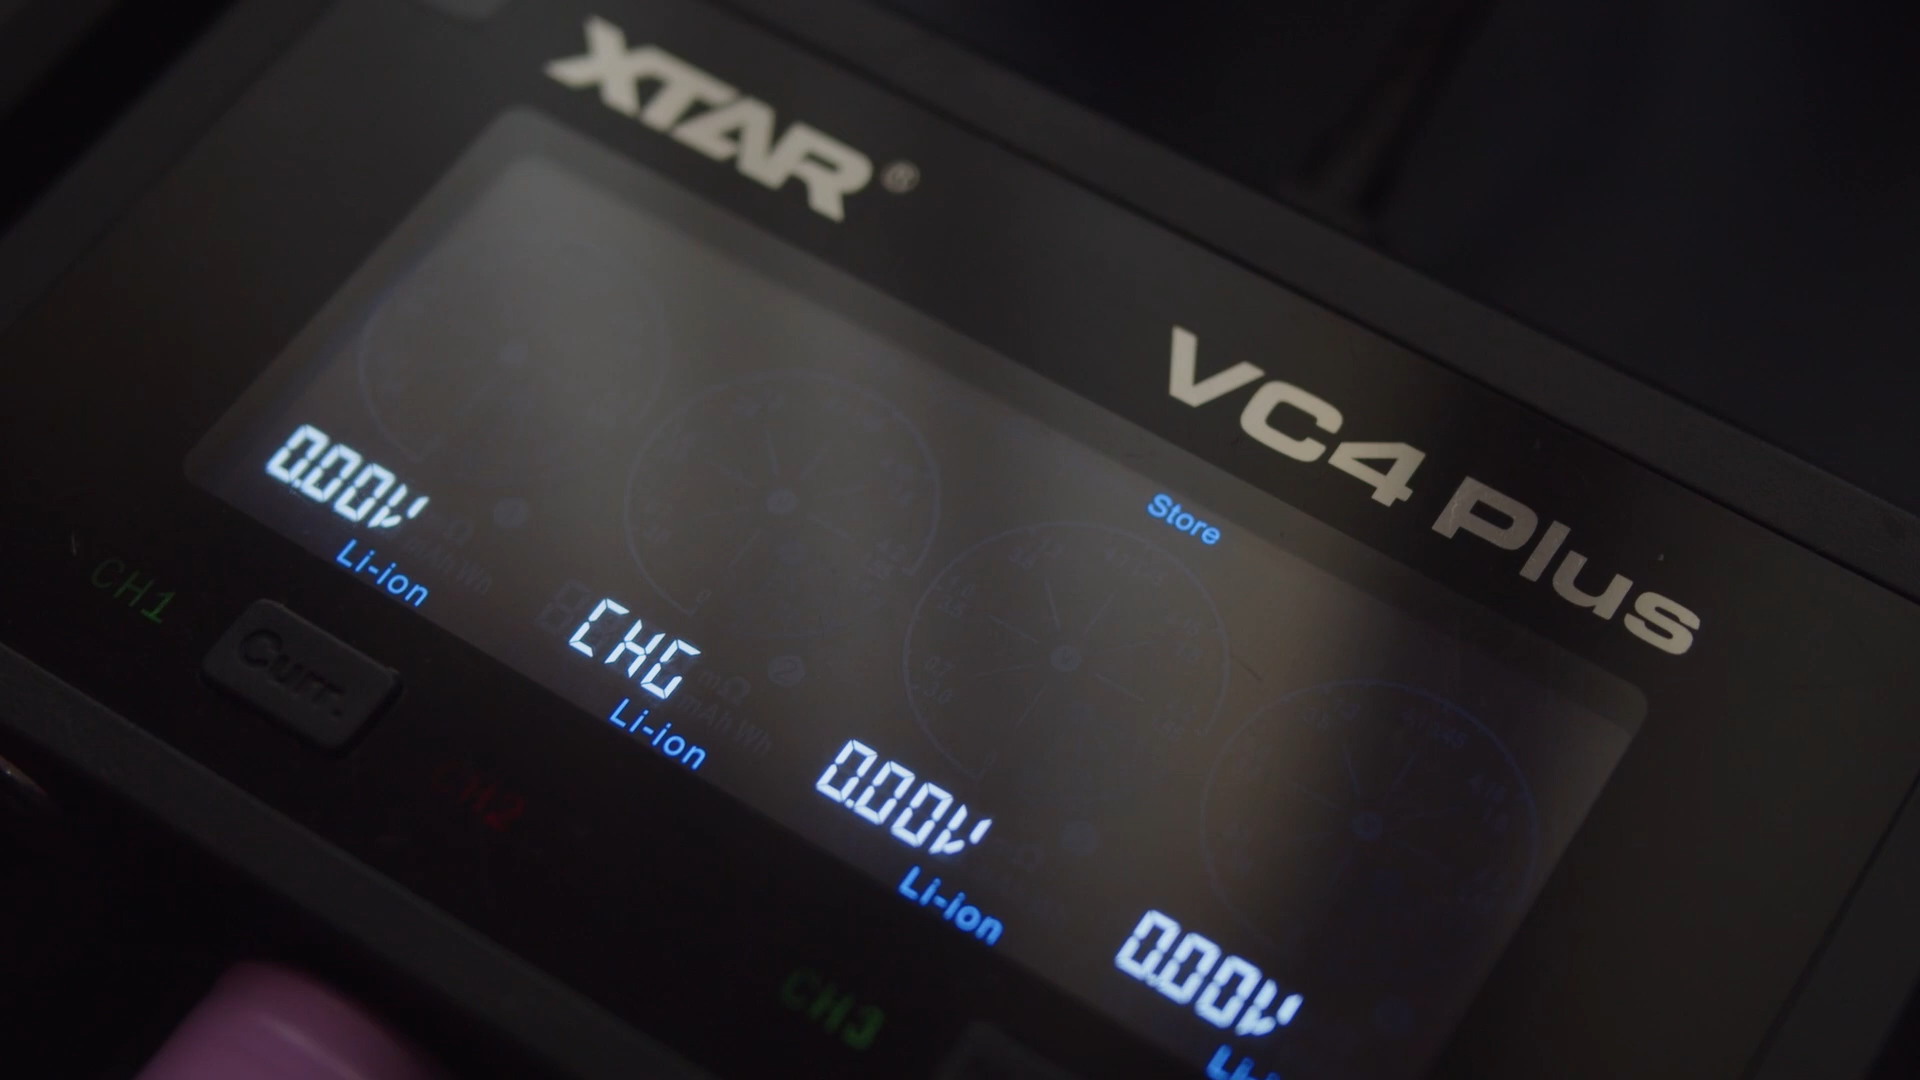 XTAR®
VC4 Plus
Store
0.00V
Li-ion
CHG
Li-ion
0.00V
Li-ion
0.00V
CH1
Curr.
CH2
CH3